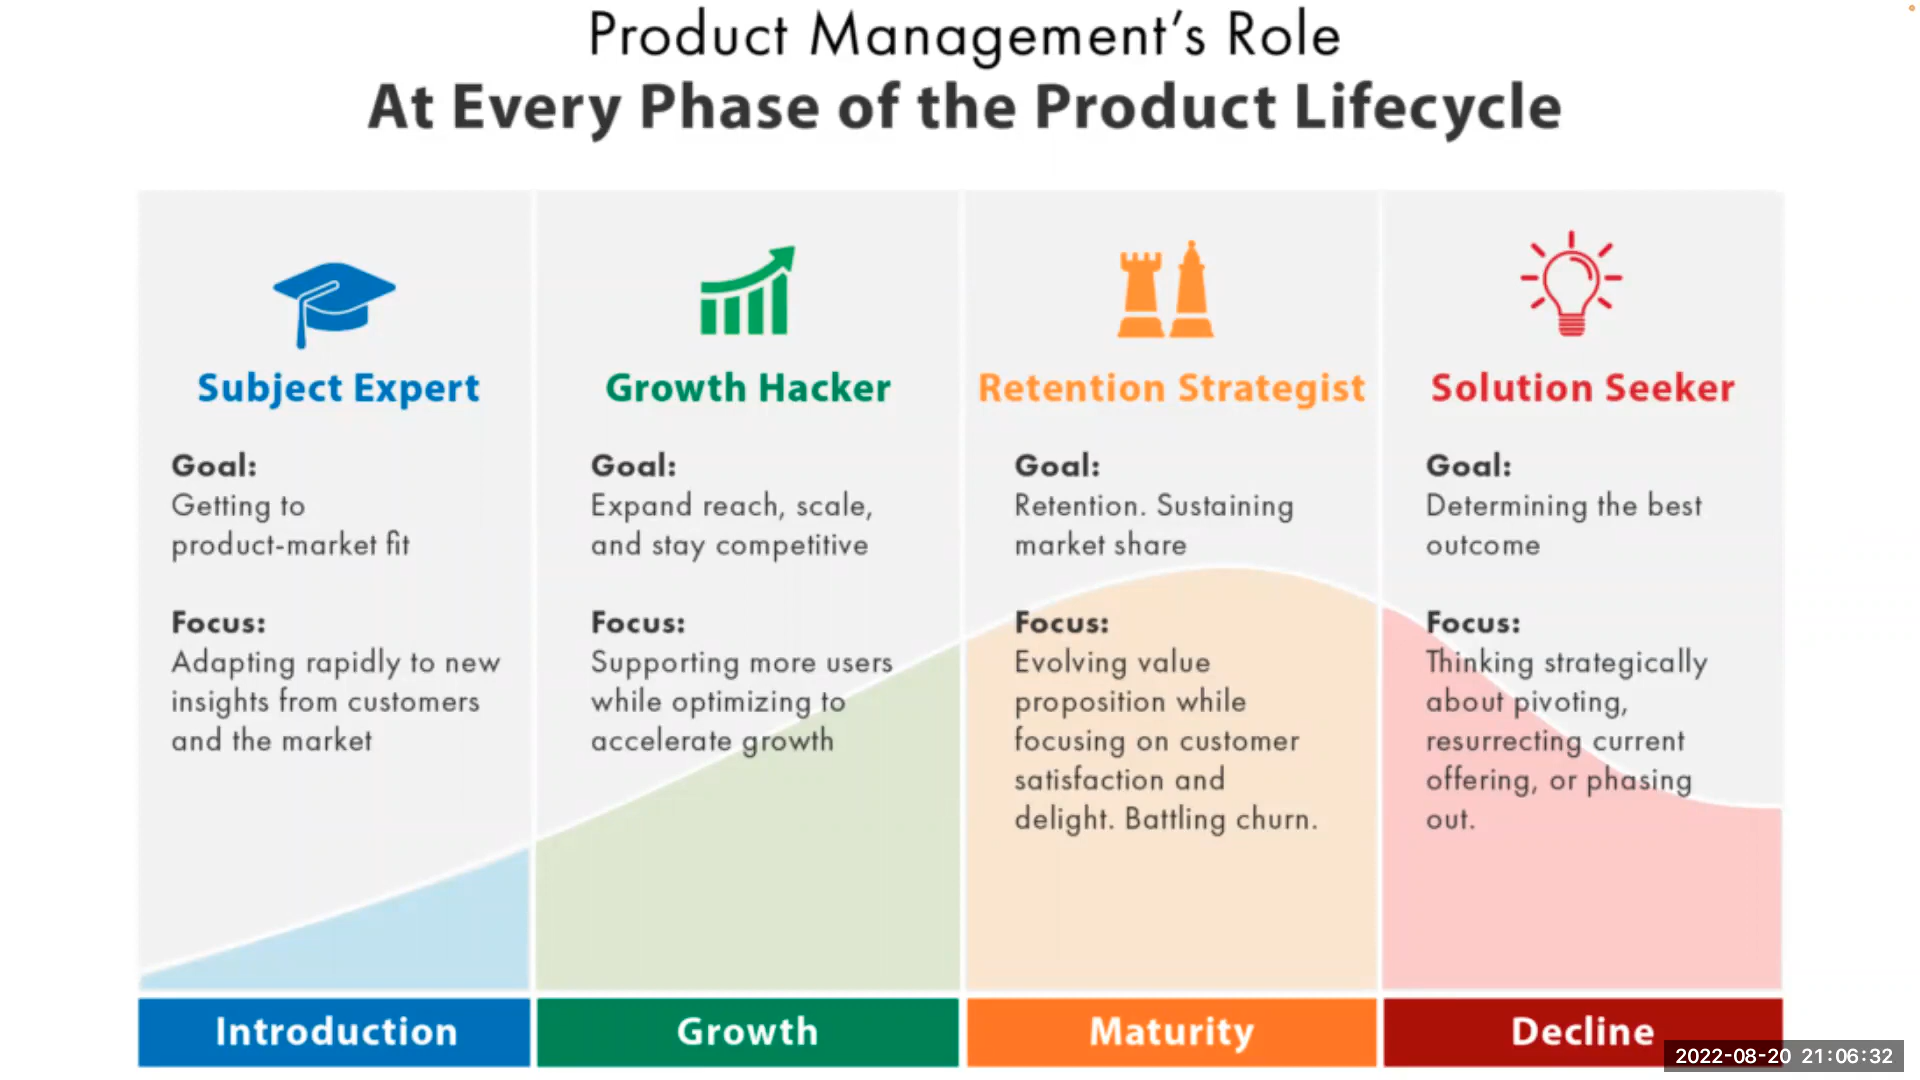 Product Management's Role
At Every Phase of the Product Lifecycle
Subject Expert
Goal:
Getting to
product-market fit
Focus:
Adapting rapidly to new
insights from customers
and the market
Introduction
Growth Hacker
Goal:
Expand reach, scale,
and stay competitive
Focus:
Supporting more users
while optimizing to
accelerate growth
Growth
Retention Strategist
Goal:
Retention. Sustaining
market share
Focus:
Evolving value
proposition while
focusing on customer
satisfaction and
delight. Battling churn.
Maturity
Solution Seeker
Goal:
Determining the best
outcome
Focus:
Thinking strategically
about pivoting,
resurrecting current
offering, or phasing
out.
Decline
2022-08-20 21:06:32